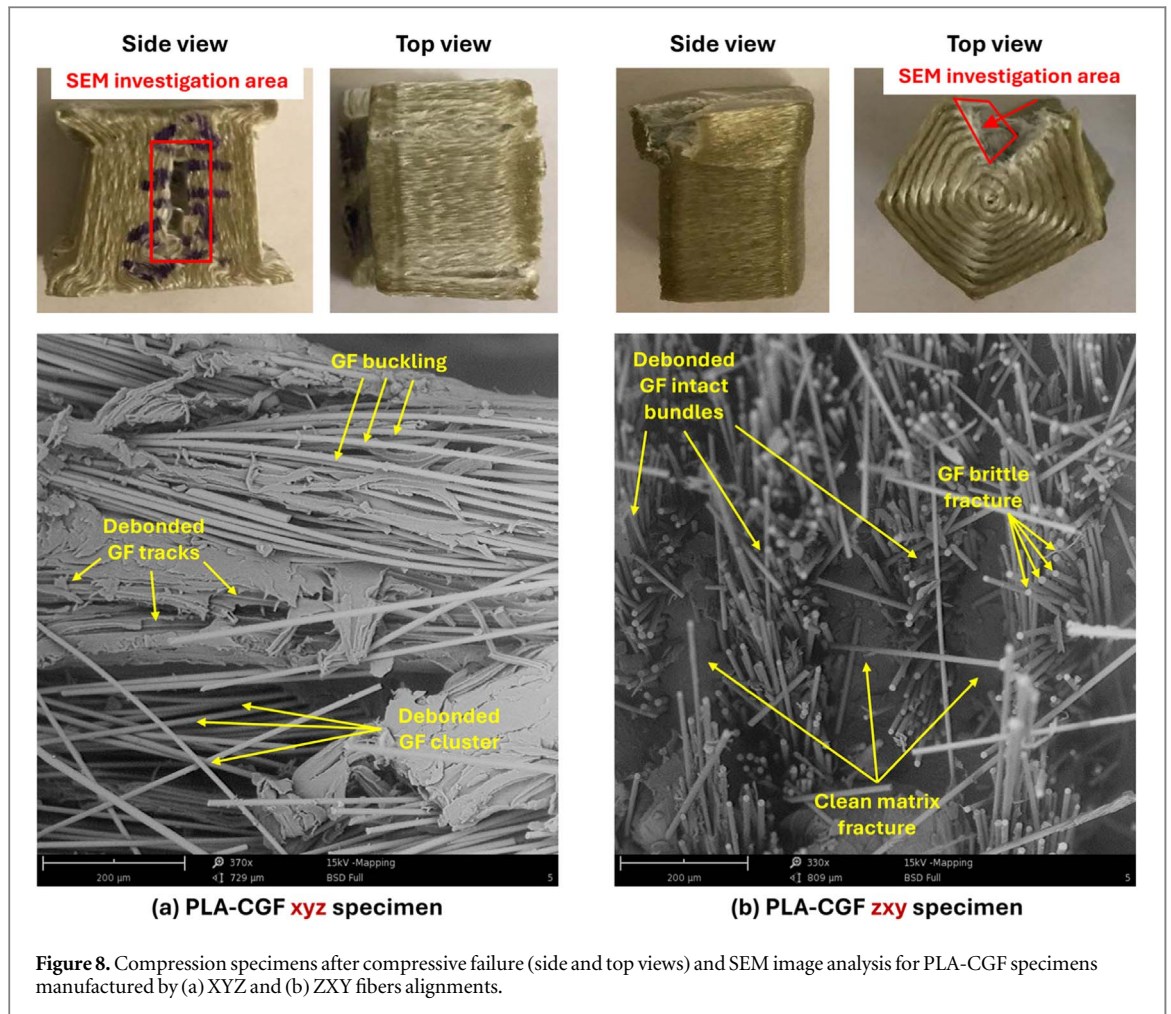 Side view
Top view
Side view
Top view
SEM investigation area
SEM investigation area
GF buckling
Debonded
GF tracks
Debonded
GF cluster
200 µm
370x
729 µm
15kV -Mapping
BSD Full
5
Debonded
GF intact
bundles
GF brittle
fracture
Clean matrix
fracture
200 µm
330x
809 µm
15kV -Mapping
BSD Full
5
(a) PLA-CGF xyz specimen
(b) PLA-CGF zxy specimen
Figure 8. Compression specimens after compressive failure (side and top views) and SEM image analysis for PLA-CGF specimens
manufactured by (a) XYZ and (b) ZXY fibers alignments.